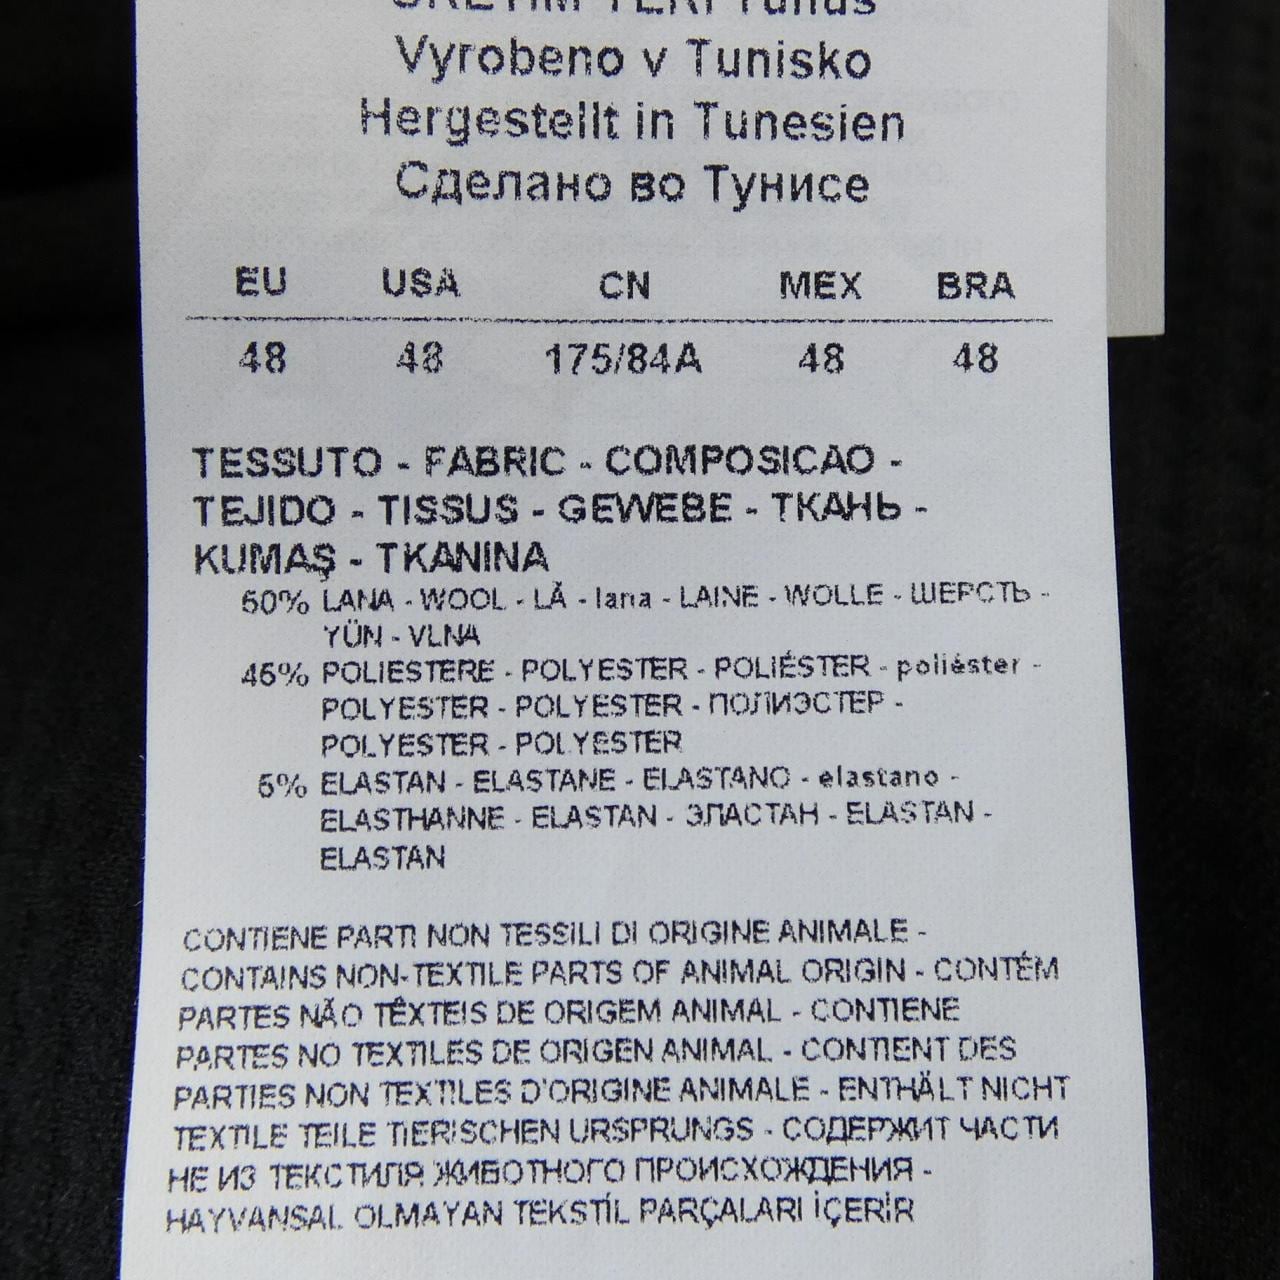 ÜRETİM YERİ Tunus
Vyrobeno v Tunisko
Hergestellt in Tunesien
Сделано во Тунисе
EU USA CN MEX BRA
48 48 175/84A 48 48
TESSUTO - FABRIC - COMPOSICAO -
TEJIDO - TISSUS - GEWEBE - ТКАНЬ -
KUMAŞ - TKANINA
50% LANA - WOOL - LÃ - lana - LAINE - WOLLE - ШЕРСТЬ -
YÜN - VLNA
45% POLIESTERE - POLYESTER - POLIÉSTER - poliéster -
POLYESTER - POLYESTER - ПОЛИЭСТЕР -
POLYESTER - POLYESTER
5% ELASTAN - ELASTANE - ELASTANO - elastano -
ELASTHANNE - ELASTAN - ЭЛАСТАН - ELASTAN -
ELASTAN
CONTIENE PARTI NON TESSILI DI ORIGINE ANIMALE -
CONTAINS NON-TEXTILE PARTS OF ANIMAL ORIGIN - CONTÉM
PARTES NÃO TÊXTEIS DE ORIGEM ANIMAL - CONTIENE
PARTES NO TEXTILES DE ORIGEN ANIMAL - CONTIENT DES
PARTIES NON TEXTILES D'ORIGINE ANIMALE - ENTHÄLT NICHT
TEXTILE TEILE TIERISCHEN URSPRUNGS - СОДЕРЖИТ ЧАСТИ
НЕ ИЗ ТЕКСТИЛЯ ЖИВОТНОГО ПРОИСХОЖДЕНИЯ -
HAYVANSAL OLMAYAN TEKSTİL PARÇALARI İÇERİR